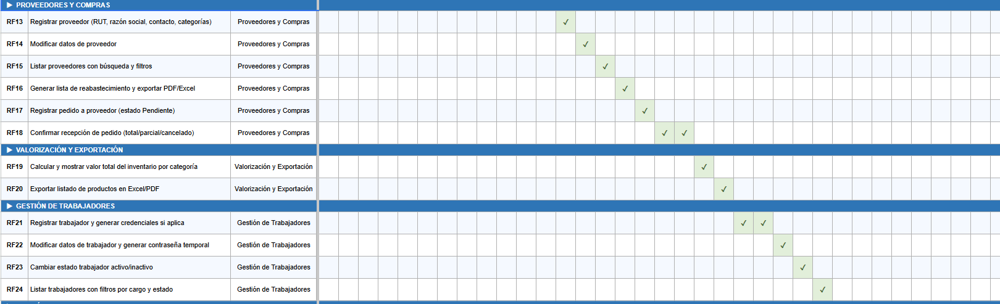 ▶ PROVEEDORES Y COMPRAS
RF13 Registrar proveedor (RUT, razón social, contacto, categorías) Proveedores y Compras ✓
RF14 Modificar datos de proveedor Proveedores y Compras ✓
RF15 Listar proveedores con búsqueda y filtros Proveedores y Compras ✓
RF16 Generar lista de reabastecimiento y exportar PDF/Excel Proveedores y Compras ✓
RF17 Registrar pedido a proveedor (estado Pendiente) Proveedores y Compras ✓
RF18 Confirmar recepción de pedido (total/parcial/cancelado) Proveedores y Compras ✓ ✓
▶ VALORIZACIÓN Y EXPORTACIÓN
RF19 Calcular y mostrar valor total del inventario por categoría Valorización y Exportación ✓
RF20 Exportar listado de productos en Excel/PDF Valorización y Exportación ✓
▶ GESTIÓN DE TRABAJADORES
RF21 Registrar trabajador y generar credenciales si aplica Gestión de Trabajadores ✓ ✓
RF22 Modificar datos de trabajador y generar contraseña temporal Gestión de Trabajadores ✓
RF23 Cambiar estado trabajador activo/inactivo Gestión de Trabajadores ✓
RF24 Listar trabajadores con filtros por cargo y estado Gestión de Trabajadores ✓